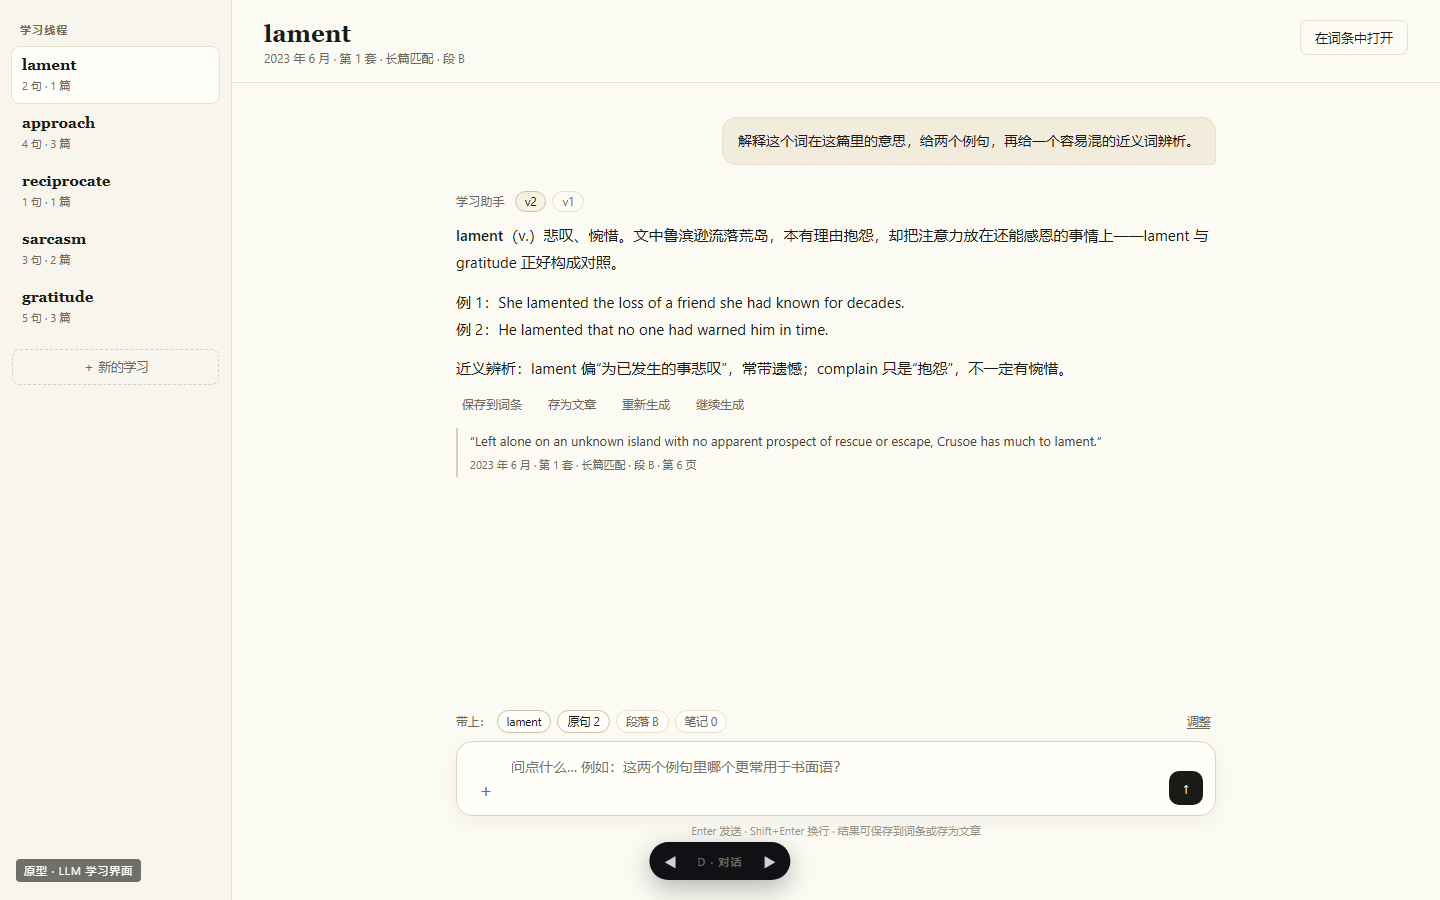 学习线程
lament
2 句 · 1 篇
approach
4 句 · 3 篇
reciprocate
1 句 · 1 篇
sarcasm
3 句 · 2 篇
gratitude
5 句 · 3 篇
+ 新的学习
原型 · LLM 学习界面
lament
2023 年 6 月 · 第 1 套 · 长篇匹配 · 段 B
在词条中打开
解释这个词在这篇里的意思，给两个例句，再给一个容易混的近义词辨析。
学习助手 v2 v1
lament（v.）悲叹、惋惜。文中鲁滨逊流落荒岛，本有理由抱怨，却把注意力放在还能感恩的事情上——lament 与
gratitude 正好构成对照。
例 1：She lamented the loss of a friend she had known for decades.
例 2：He lamented that no one had warned him in time.
近义辨析：lament 偏“为已发生的事悲叹”，常带遗憾；complain 只是“抱怨”，不一定有惋惜。
保存到词条 存为文章 重新生成 继续生成
“Left alone on an unknown island with no apparent prospect of rescue or escape, Crusoe has much to lament.”
2023 年 6 月 · 第 1 套 · 长篇匹配 · 段 B · 第 6 页
带上： lament 原句 2 段落 B 笔记 0 调整
问点什么... 例如：这两个例句里哪个更常用于书面语？
+ ↑
Enter 发送 · Shift+Enter 换行 · 结果可保存到词条或存为文章
◀ D · 对话 ▶